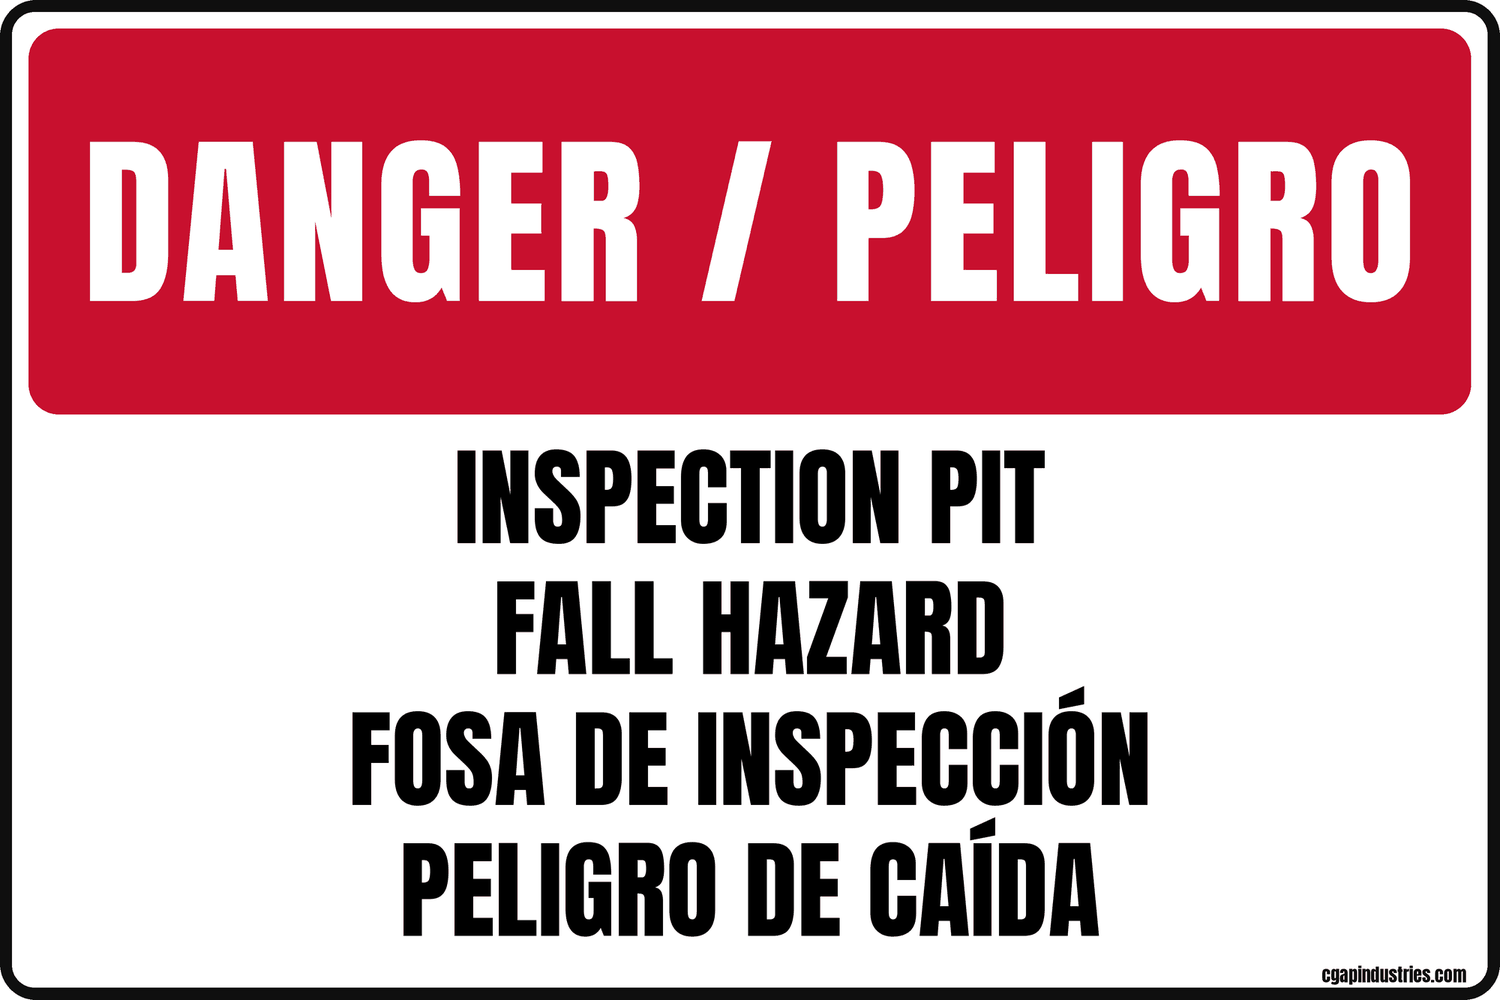 DANGER / PELIGRO
INSPECTION PIT
FALL HAZARD
FOSA DE INSPECCIÓN
PELIGRO DE CAÍDA
cgapindustries.com